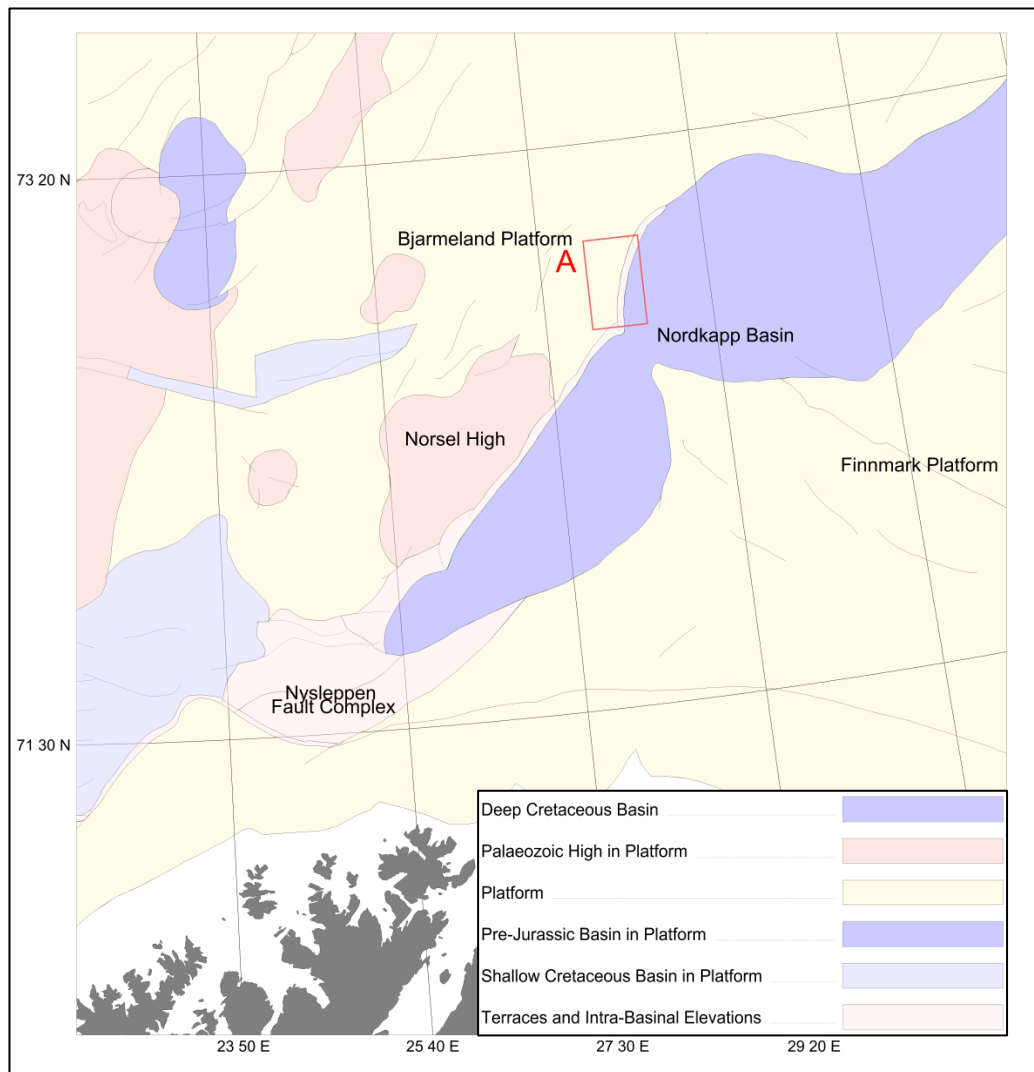 73 20 N
Bjarmeland Platform
A
Nordkapp Basin
Norsel High
Finnmark Platform
Nysleppen
Fault Complex
71 30 N
Deep Cretaceous Basin
Palaeozoic High in Platform
Platform
Pre-Jurassic Basin in Platform
Shallow Cretaceous Basin in Platform
Terraces and Intra-Basinal Elevations
23 50 E
25 40 E
27 30 E
29 20 E